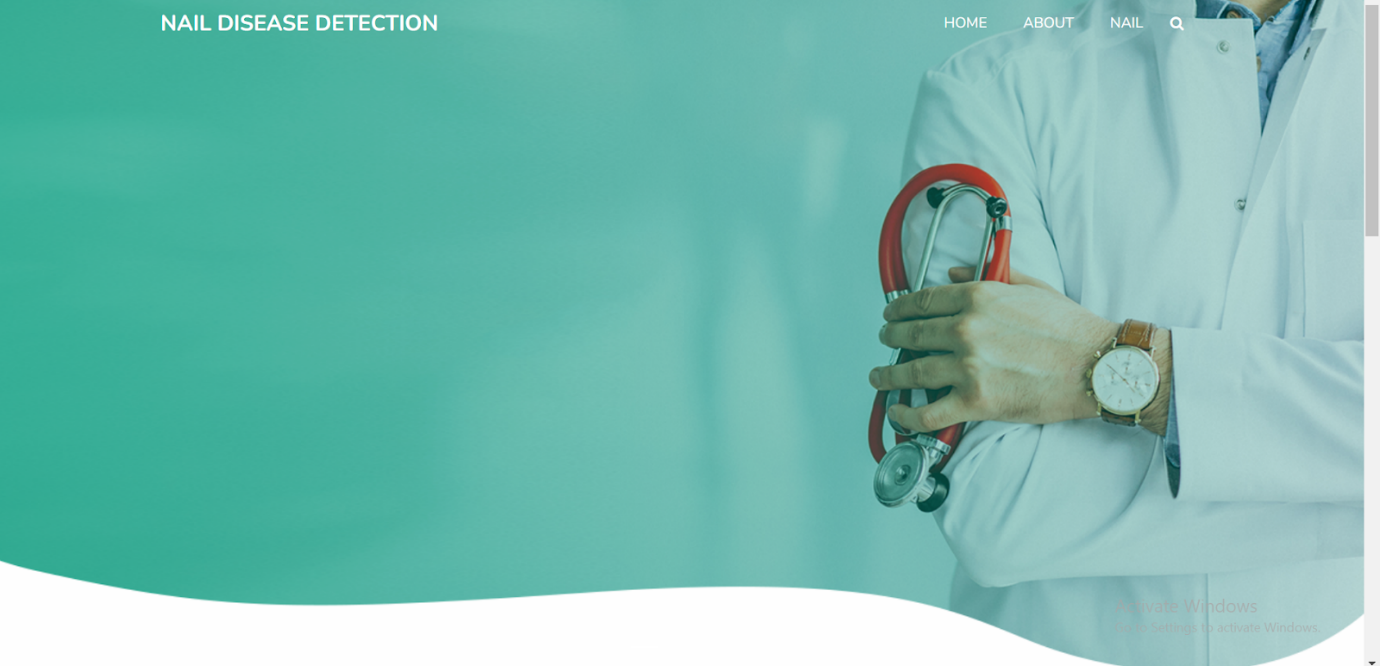 NAIL DISEASE DETECTION
HOME ABOUT NAIL
Activate Windows
Go to Settings to activate Windows.